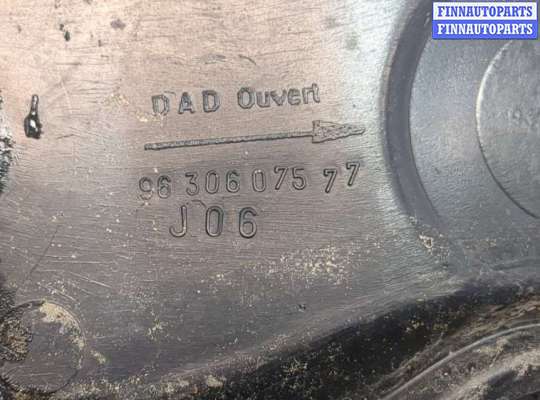 FINNAUTOPARTS
FINNAUTOPARTS
DAD Ouvert
96 306 075 77
J06